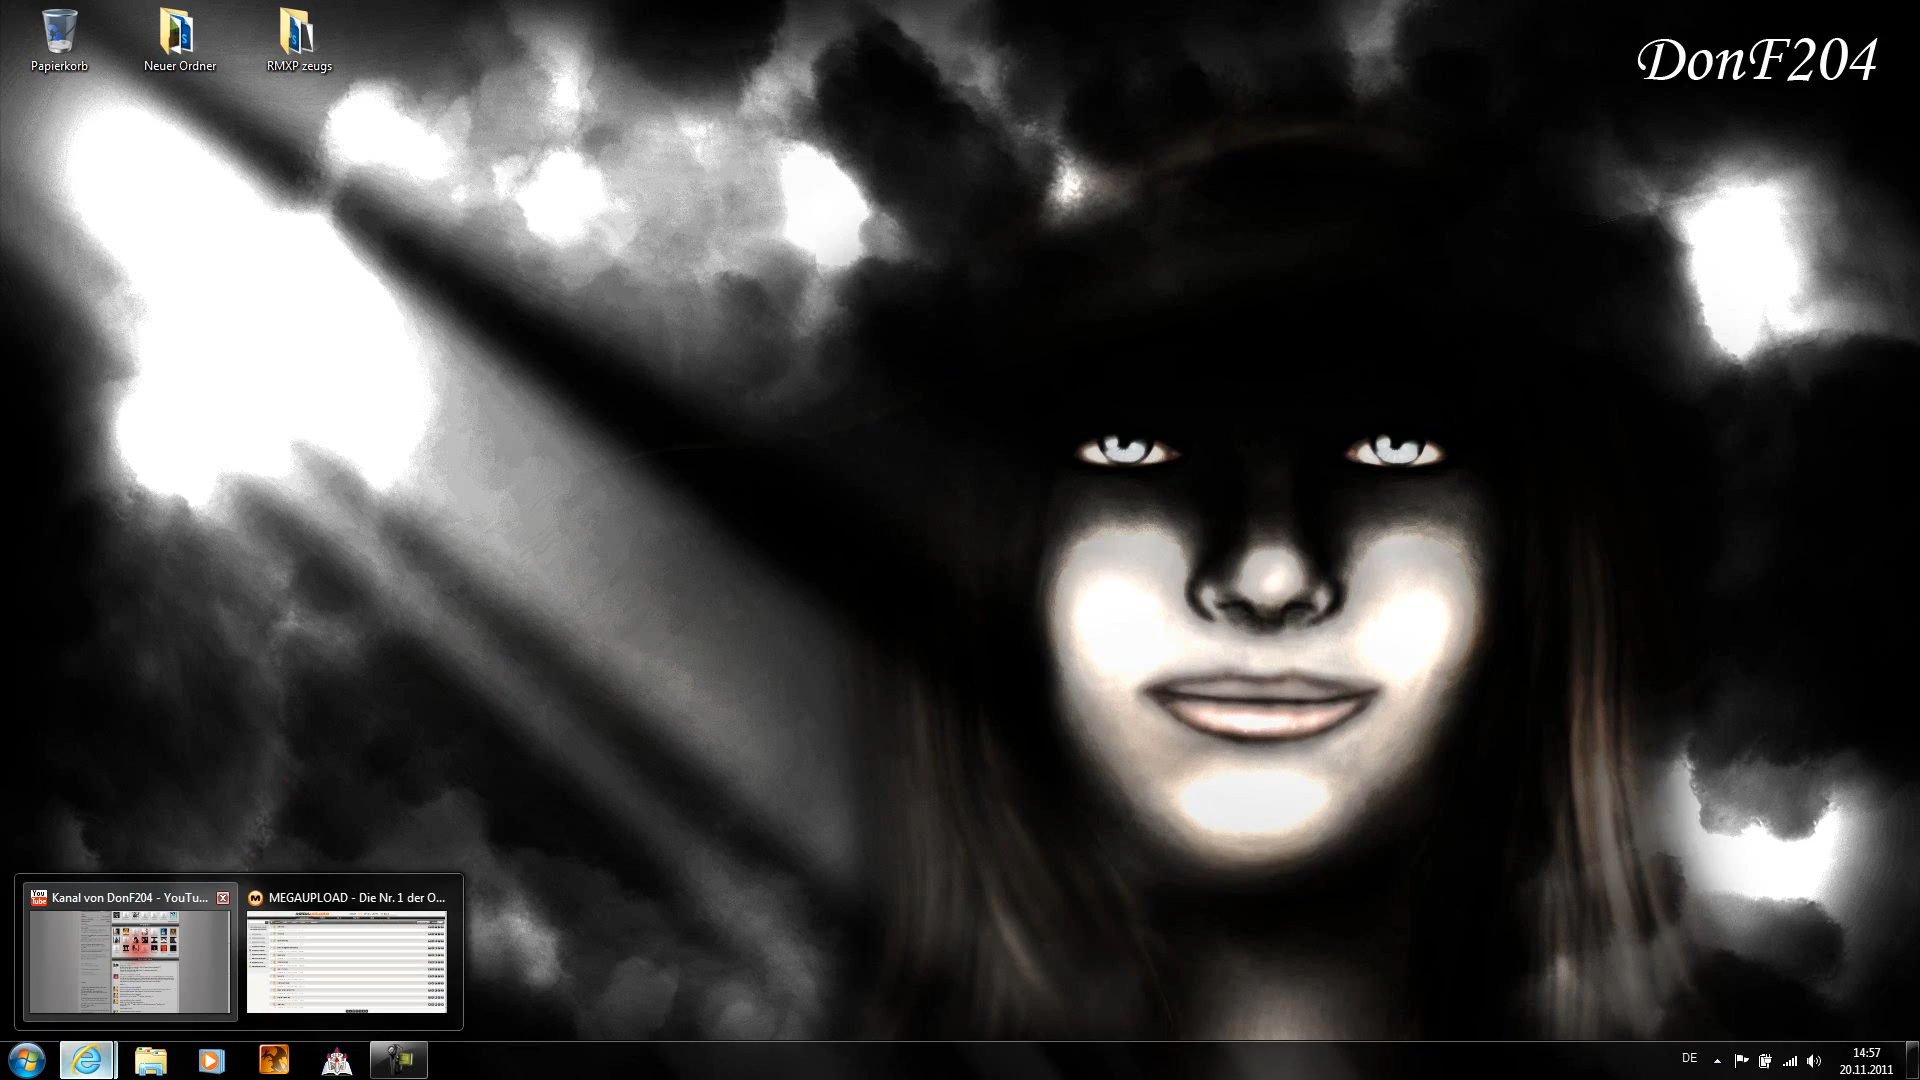 Papierkorb
Neuer Ordner
RMXP zeugs
DonF204
Kanal von DonF204 - YouTu...
MEGAUPLOAD - Die Nr. 1 der O...
DE
14:57
20.11.2011